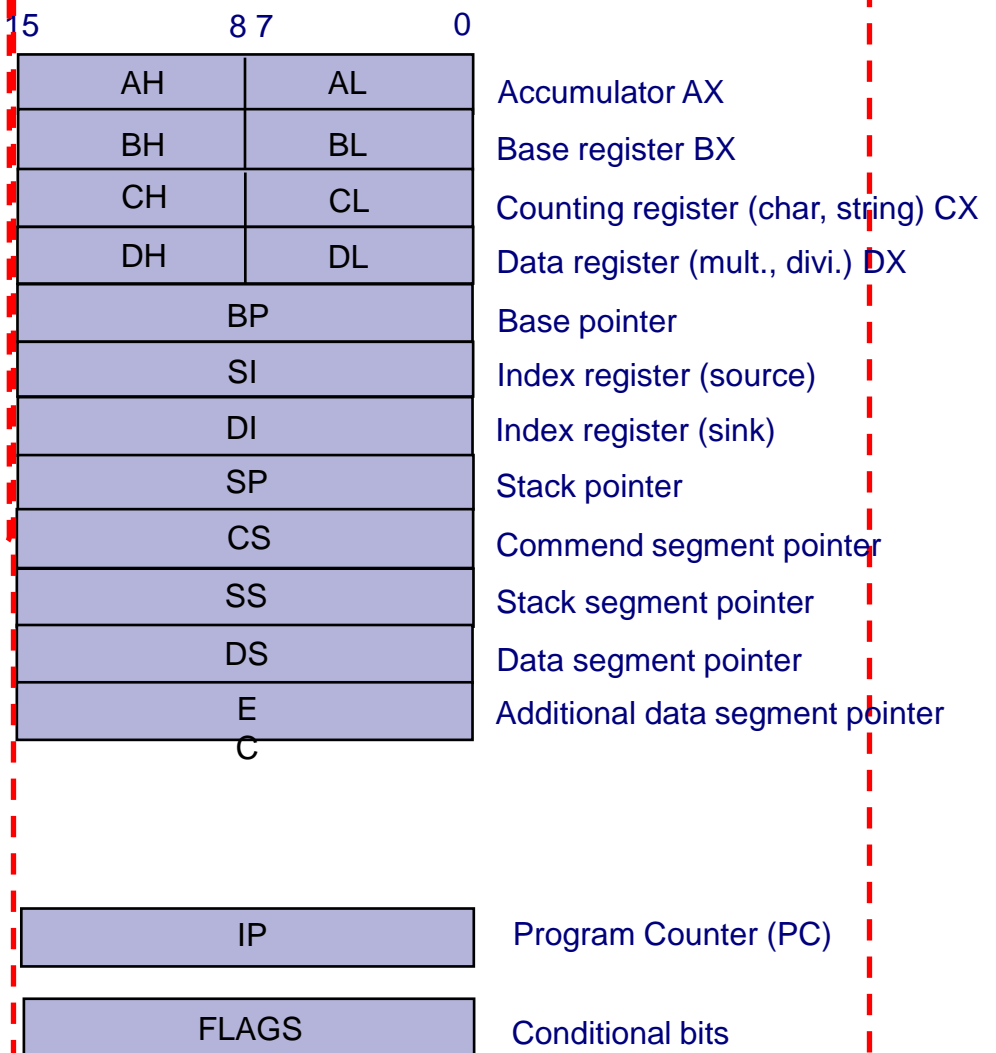 15 8 7 0
AH AL Accumulator AX
BH BL Base register BX
CH CL Counting register (char, string) CX
DH DL Data register (mult., divi.) DX
BP Base pointer
SI Index register (source)
DI Index register (sink)
SP Stack pointer
CS Commend segment pointer
SS Stack segment pointer
DS Data segment pointer
E Additional data segment pointer
C
IP Program Counter (PC)
FLAGS Conditional bits